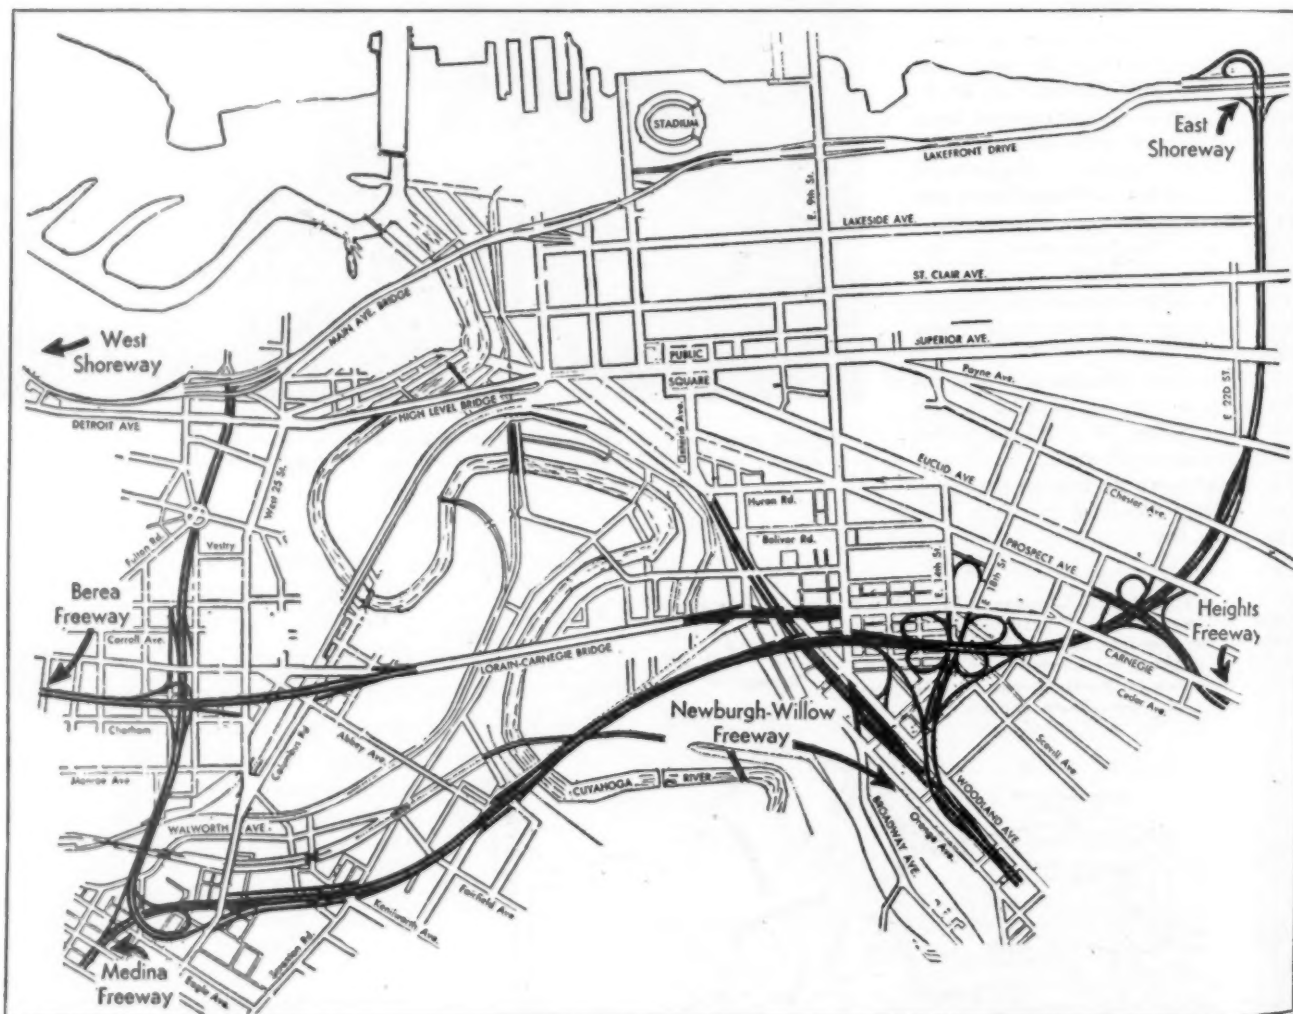 STADIUM
East
Shoreway
LAKEFRONT DRIVE
E. 9th St.
LAKESIDE AVE.
ST. CLAIR AVE.
West
Shoreway
MAIN AVE. BRIDGE
PUBLIC
SQUARE
SUPERIOR AVE.
Payne Ave.
E 22D ST.
DETROIT AVE.
HIGH LEVEL BRIDGE
West 25 St.
Ontario Ave.
EUCLID AVE
Chester Ave.
Huron Rd.
Bolivar Rd.
Fulton Rd.
Vestry
E. 14th St.
E 18th St
PROSPECT AVE.
Berea
Freeway
Carroll Ave.
Heights
Freeway
LORAIN-CARNEGIE BRIDGE
CARNEGIE
Cedar Ave.
Newburgh-Willow
Freeway
Chatham
Columbus Rd
Abbey Ave.
Scovill Ave
Monroe Ave
CUYAHOGA RIVER
WOODLAND AVE
WALWORTH AVE.
BROADWAY AVE.
Orange Ave.
Fairfield Ave
Kenilworth Ave.
Scranton Rd.
Medina
Freeway
Eagle Ave.